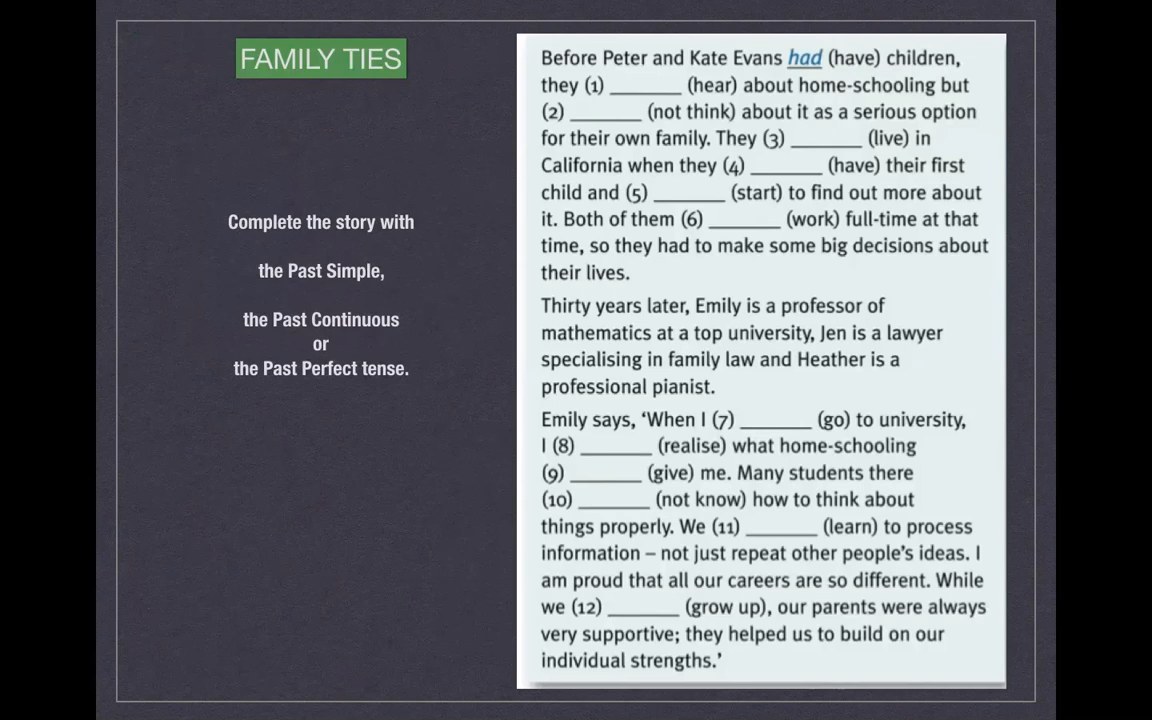 FAMILY TIES
Complete the story with
the Past Simple,
the Past Continuous
or
the Past Perfect tense.
Before Peter and Kate Evans had (have) children,
they (1) _______ (hear) about home-schooling but
(2) _______ (not think) about it as a serious option
for their own family. They (3) _______ (live) in
California when they (4) _______ (have) their first
child and (5) _______ (start) to find out more about
it. Both of them (6) _______ (work) full-time at that
time, so they had to make some big decisions about
their lives.
Thirty years later, Emily is a professor of
mathematics at a top university, Jen is a lawyer
specialising in family law and Heather is a
professional pianist.
Emily says, ‘When I (7) _______ (go) to university,
I (8) _______ (realise) what home-schooling
(9) _______ (give) me. Many students there
(10) _______ (not know) how to think about
things properly. We (11) _______ (learn) to process
information – not just repeat other people’s ideas. I
am proud that all our careers are so different. While
we (12) _______ (grow up), our parents were always
very supportive; they helped us to build on our
individual strengths.’